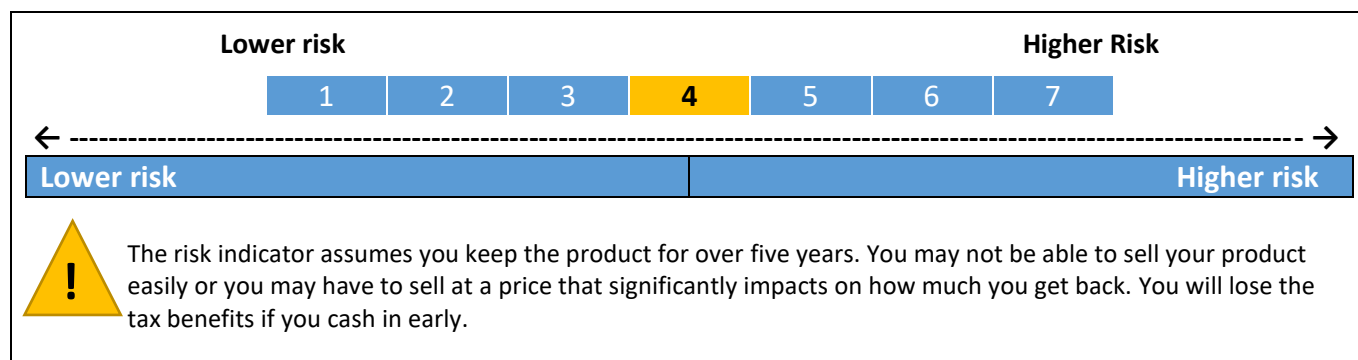 Lower risk Higher Risk
1 2 3 4 5 6 7
← ---------------------------------------------------------------------------------------------------------------------------------- →
Lower risk Higher risk
! The risk indicator assumes you keep the product for over five years. You may not be able to sell your product
easily or you may have to sell at a price that significantly impacts on how much you get back. You will lose the
tax benefits if you cash in early.